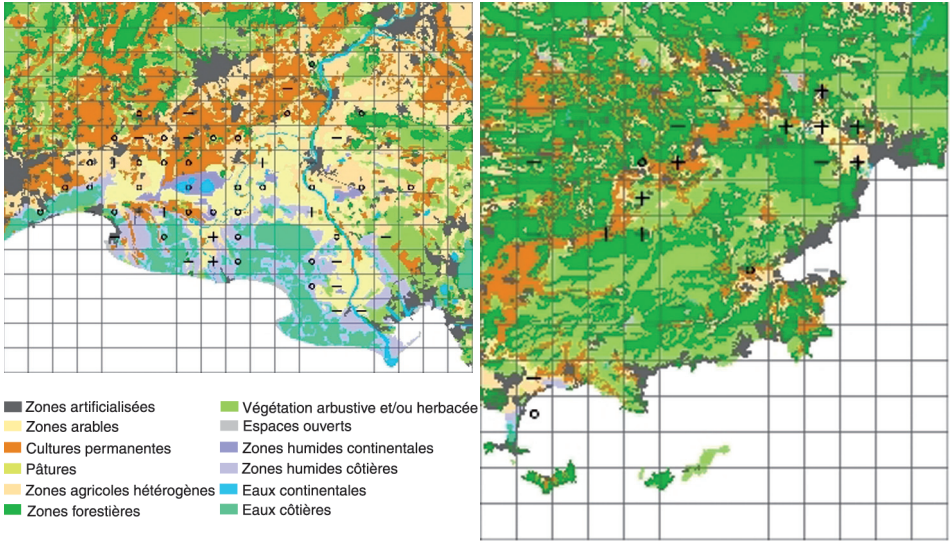 Zones artificialisées
Zones arables
Cultures permanentes
Pâtures
Zones agricoles hétérogènes
Zones forestières
Végétation arbustive et/ou herbacée
Espaces ouverts
Zones humides continentales
Zones humides côtières
Eaux continentales
Eaux côtières